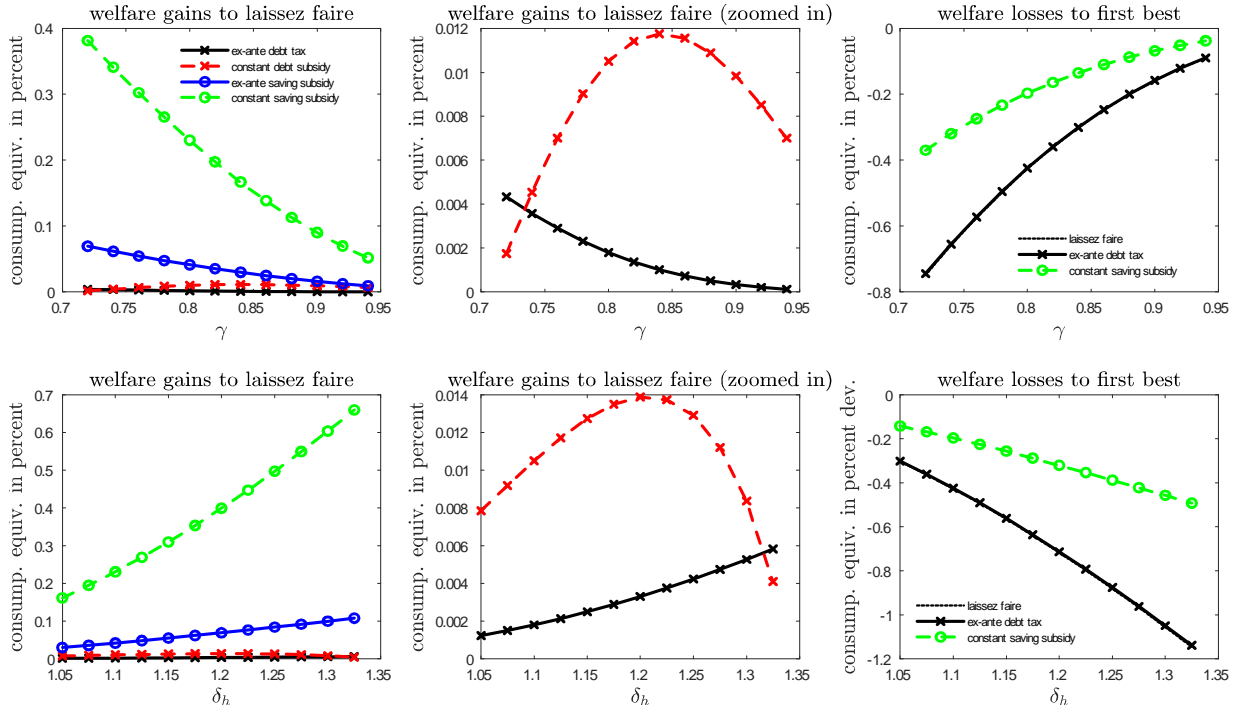 welfare gains to laissez faire
consump. equiv. in percent
0.4
0.3
0.2
0.1
0
0.7
0.75
0.8
0.85
0.9
0.95
γ
ex-ante debt tax
constant debt subsidy
ex-ante saving subsidy
constant saving subsidy
welfare gains to laissez faire (zoomed in)
consump. equiv. in percent
0.012
0.01
0.008
0.006
0.004
0.002
0
0.7
0.75
0.8
0.85
0.9
0.95
γ
welfare losses to first best
consump. equiv. in percent
0
-0.2
-0.4
-0.6
-0.8
0.7
0.75
0.8
0.85
0.9
0.95
γ
laissez faire
ex-ante debt tax
constant saving subsidy
welfare gains to laissez faire
consump. equiv. in percent
0.7
0.6
0.5
0.4
0.3
0.2
0.1
0
1.05
1.1
1.15
1.2
1.25
1.3
1.35
δh
welfare gains to laissez faire (zoomed in)
consump. equiv. in percent
0.014
0.012
0.01
0.008
0.006
0.004
0.002
0
1.05
1.1
1.15
1.2
1.25
1.3
1.35
δh
welfare losses to first best
consump. equiv. in percent dev.
0
-0.2
-0.4
-0.6
-0.8
-1
-1.2
1.05
1.1
1.15
1.2
1.25
1.3
1.35
δh
laissez faire
ex-ante debt tax
constant saving subsidy